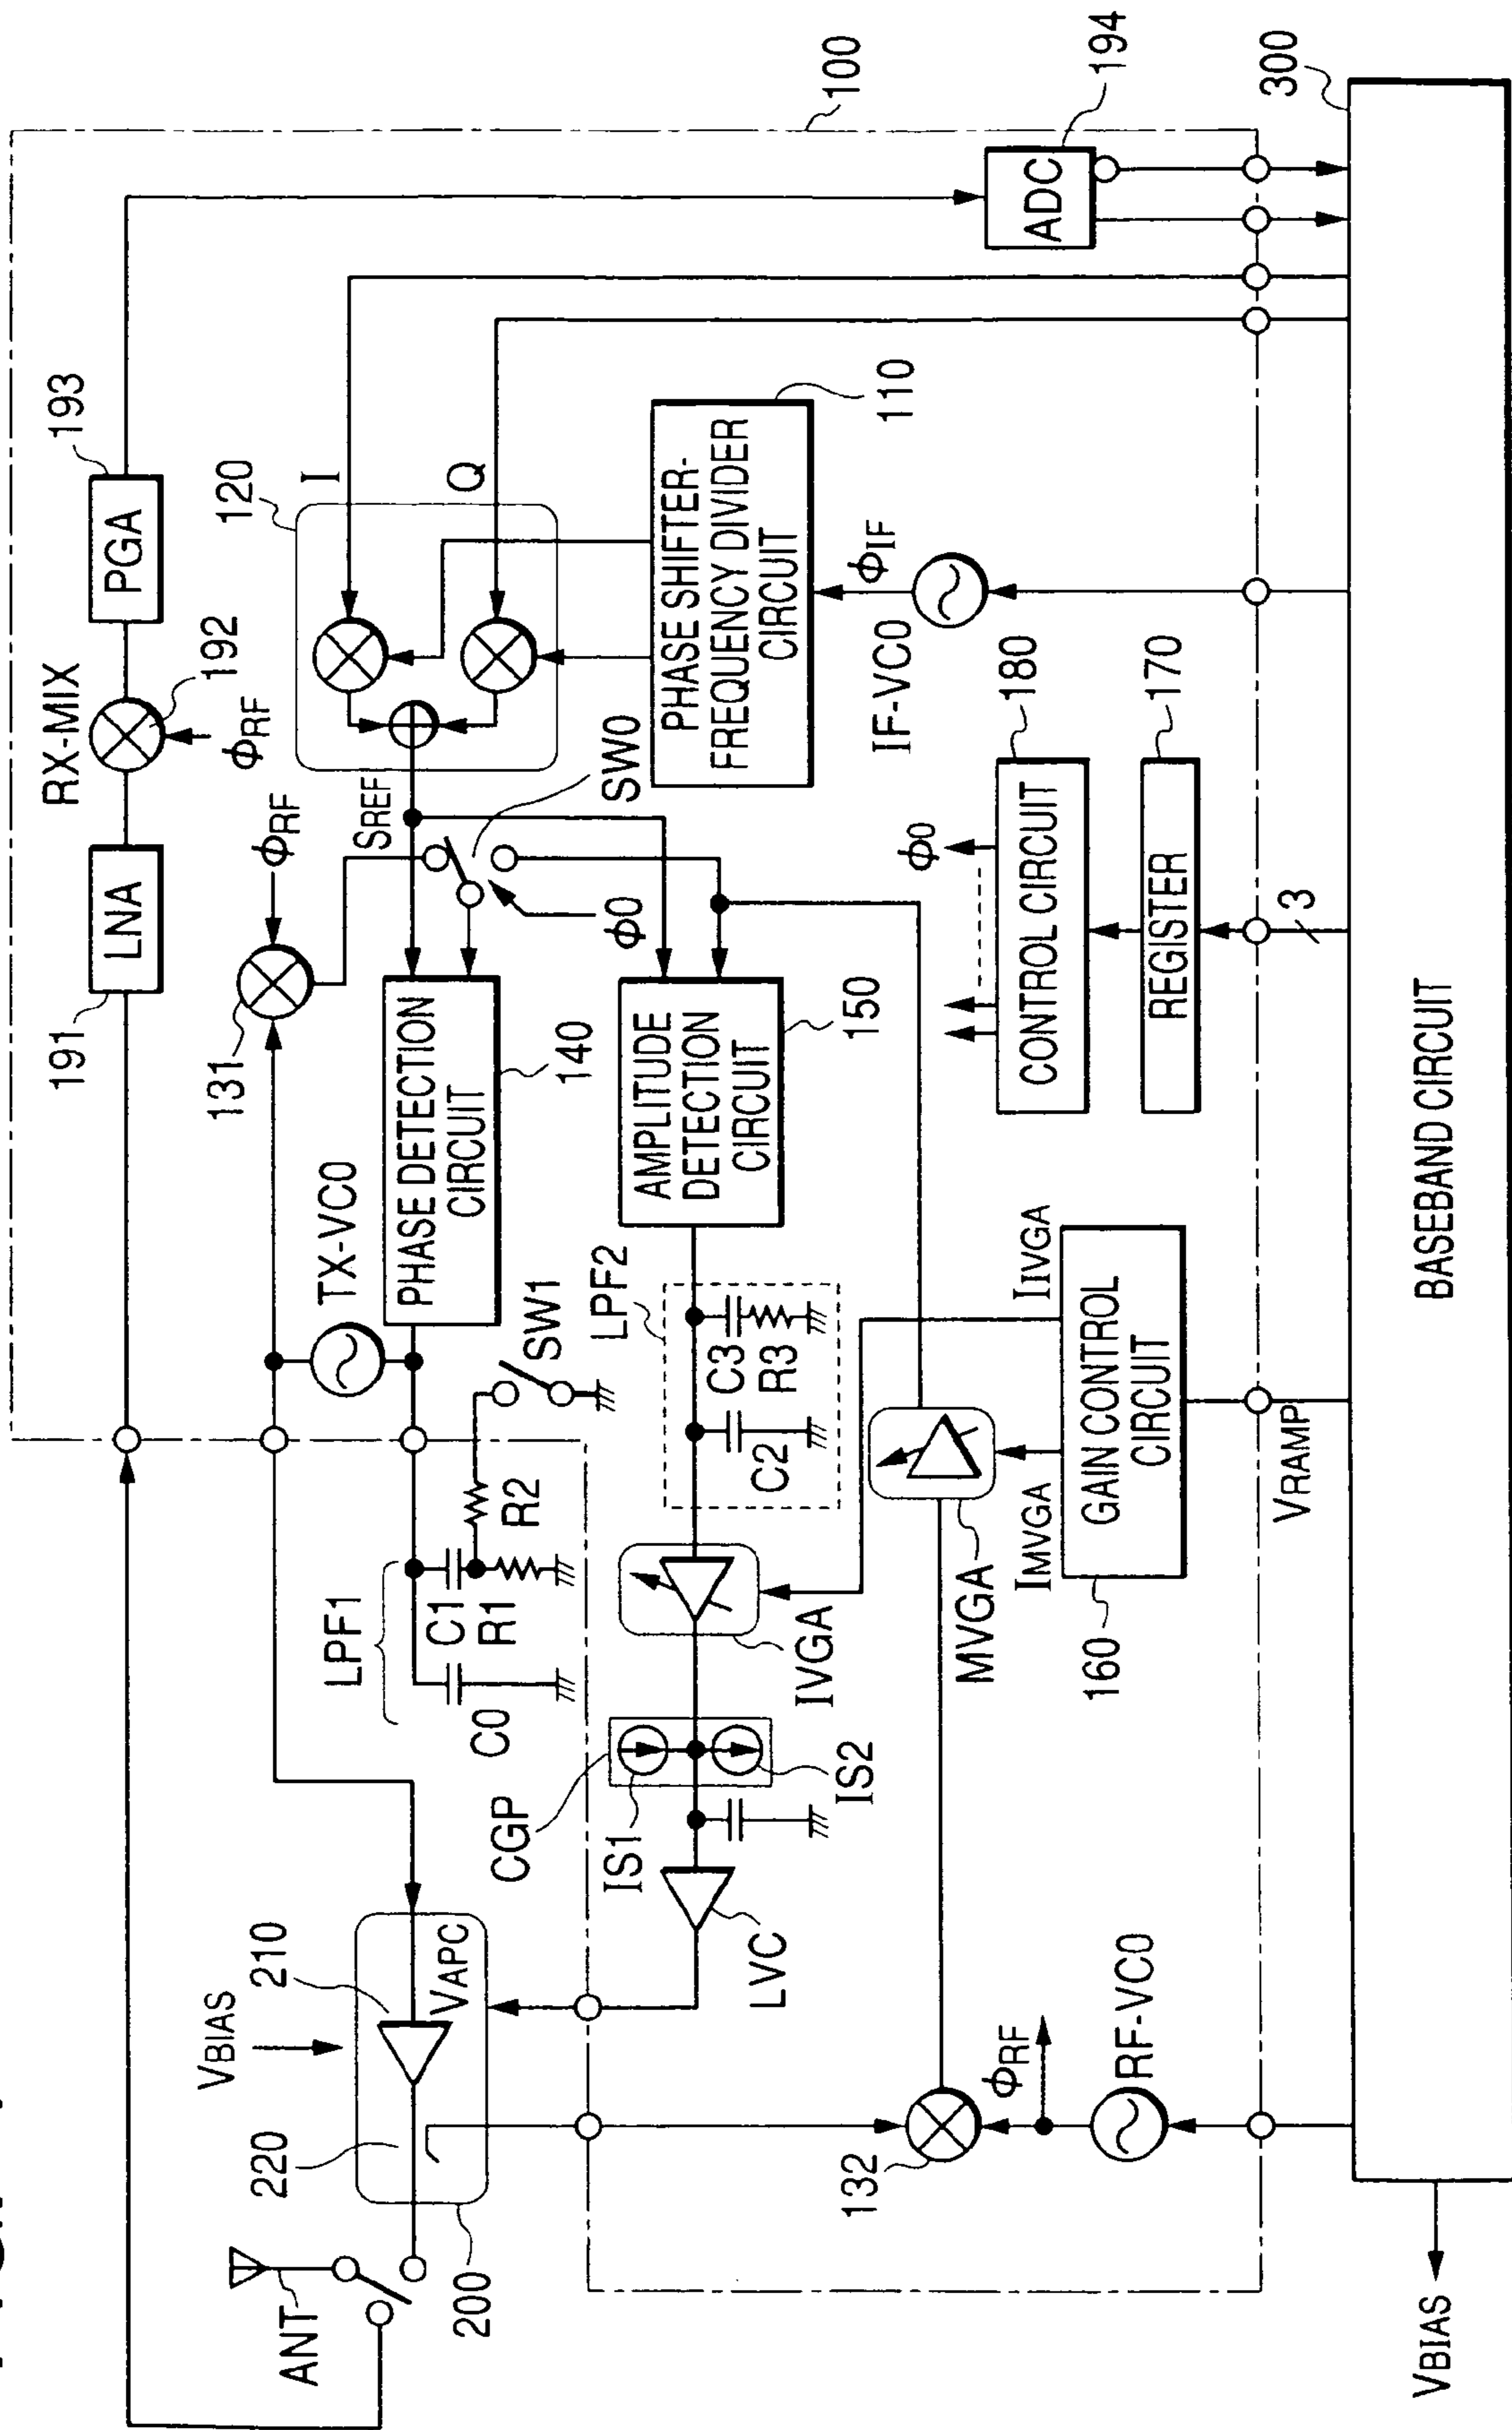 191
LNA
RX-MIX
192
ΦRF
PGA
193
100
ADC
194
300
VBIAS
210
220
VAPC
200
ANT
131
ΦRF
TX-VCO
PHASE DETECTION
CIRCUIT
140
SREF
SW0
Φ0
120
I
Q
PHASE SHIFTER-
FREQUENCY DIVIDER
CIRCUIT
110
ΦIF
IF-VCO
LPF1
C0
C1
R1
R2
SW1
CGP
IS1
IS2
LVC
IVGA
LPF2
C2
C3
R3
AMPLITUDE
DETECTION
CIRCUIT
150
MVGA
IMVGA
IIVGA
GAIN CONTROL
CIRCUIT
160
VRAMP
Φ0
CONTROL CIRCUIT
180
REGISTER
170
3
132
ΦRF
RF-VCO
BASEBAND CIRCUIT
VBIAS